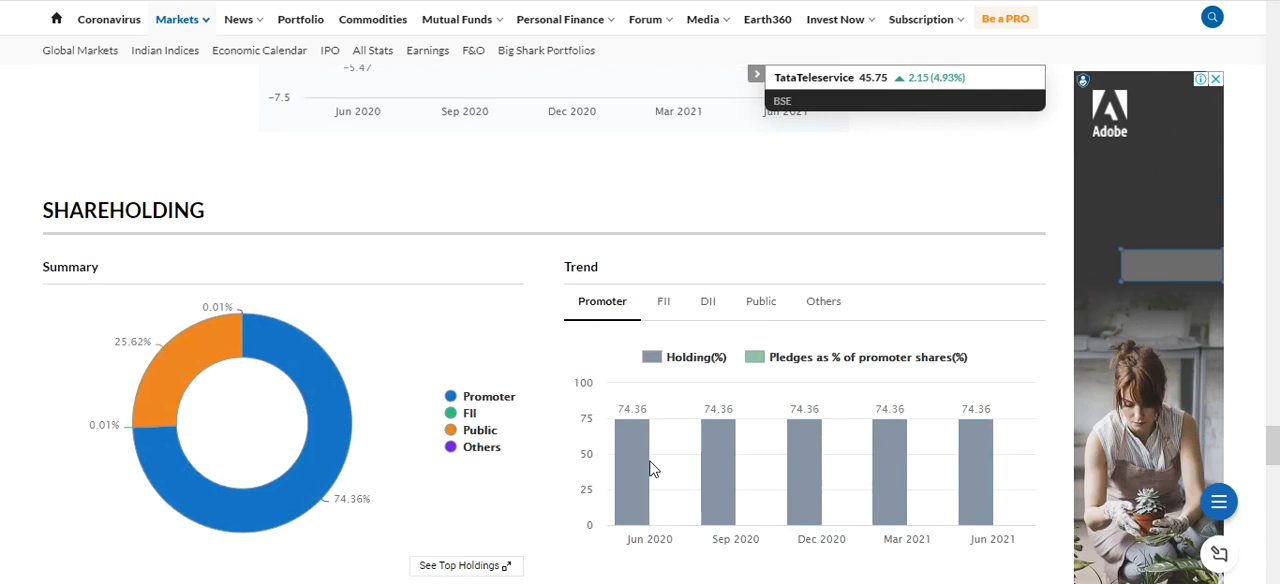 Coronavirus Markets News Portfolio Commodities Mutual Funds Personal Finance Forum Media Earth360 Invest Now Subscription Be a PRO
Global Markets Indian Indices Economic Calendar IPO All Stats Earnings F&O Big Shark Portfolios
−5.47
−7.5
Jun 2020 Sep 2020 Dec 2020 Mar 2021 Jun 2021
TataTeleservice 45.75 2.15 (4.93%)
BSE
Adobe
SHAREHOLDING
Summary
0.01%
25.62%
0.01%
74.36%
Promoter
FII
Public
Others
See Top Holdings
Trend
Promoter FII DII Public Others
Holding(%) Pledges as % of promoter shares(%)
100
75
50
25
0
74.36 74.36 74.36 74.36 74.36
Jun 2020 Sep 2020 Dec 2020 Mar 2021 Jun 2021